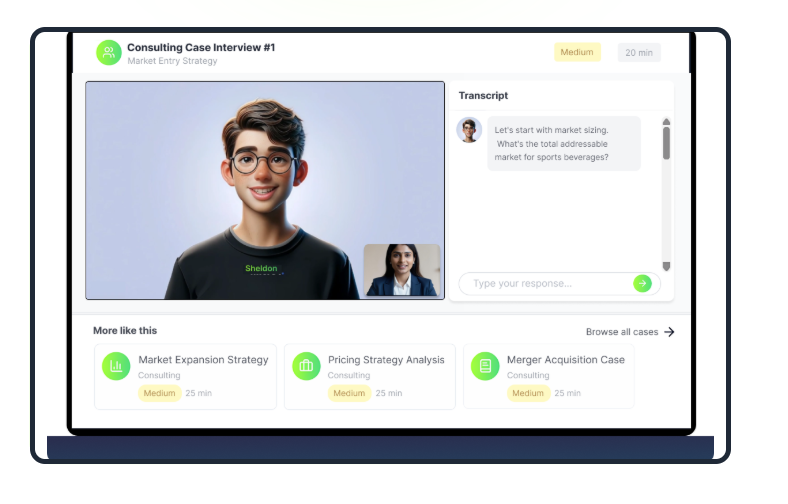 Consulting Case Interview #1
Market Entry Strategy
Medium
20 min
Transcript
Let's start with market sizing.
What's the total addressable
market for sports beverages?
Sheldon
Type your response...
More like this
Browse all cases
Market Expansion Strategy
Consulting
Medium 25 min
Pricing Strategy Analysis
Consulting
Medium 25 min
Merger Acquisition Case
Consulting
Medium 25 min